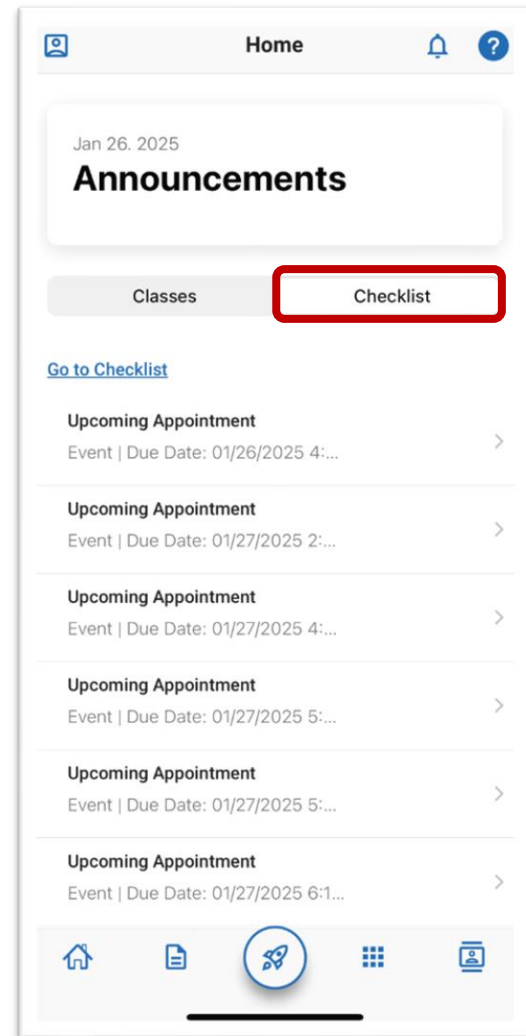 Home
?
Jan 26. 2025
Announcements
Classes
Checklist
Go to Checklist
Upcoming Appointment
Event | Due Date: 01/26/2025 4:...
Upcoming Appointment
Event | Due Date: 01/27/2025 2:...
Upcoming Appointment
Event | Due Date: 01/27/2025 4:...
Upcoming Appointment
Event | Due Date: 01/27/2025 5:...
Upcoming Appointment
Event | Due Date: 01/27/2025 5:...
Upcoming Appointment
Event | Due Date: 01/27/2025 6:1...